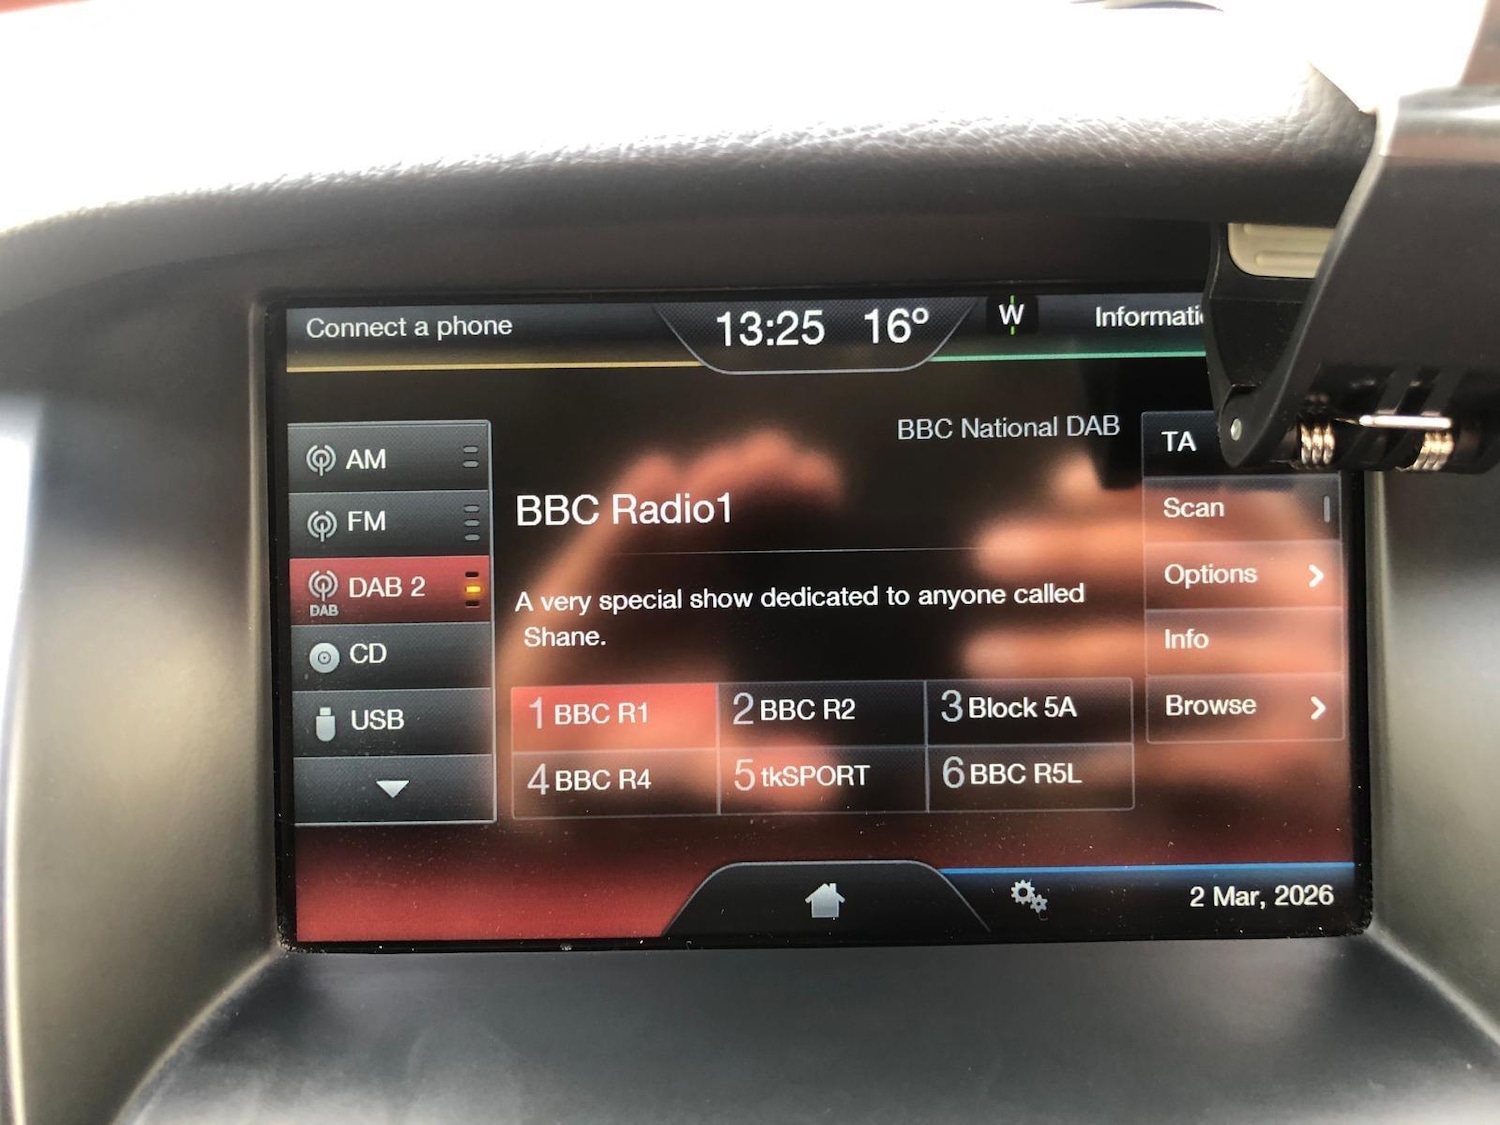 Connect a phone
13:25 16°
W
Informati
AM
FM
DAB 2
DAB
CD
USB
BBC National DAB
BBC Radio1
A very special show dedicated to anyone called
Shane.
1 BBC R1
2 BBC R2
3 Block 5A
4 BBC R4
5 tkSPORT
6 BBC R5L
TA
Scan
Options
Info
Browse
2 Mar, 2026